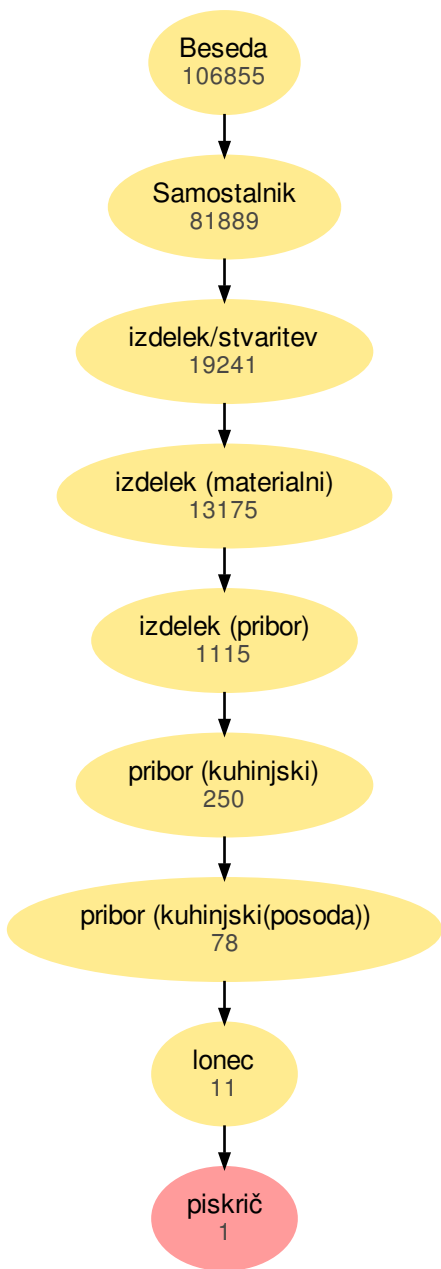 Beseda
106855
Samostalnik
81889
izdelek/stvaritev
19241
izdelek (materialni)
13175
izdelek (pribor)
1115
pribor (kuhinjski)
250
pribor (kuhinjski(posoda))
78
lonec
11
piskrič
1